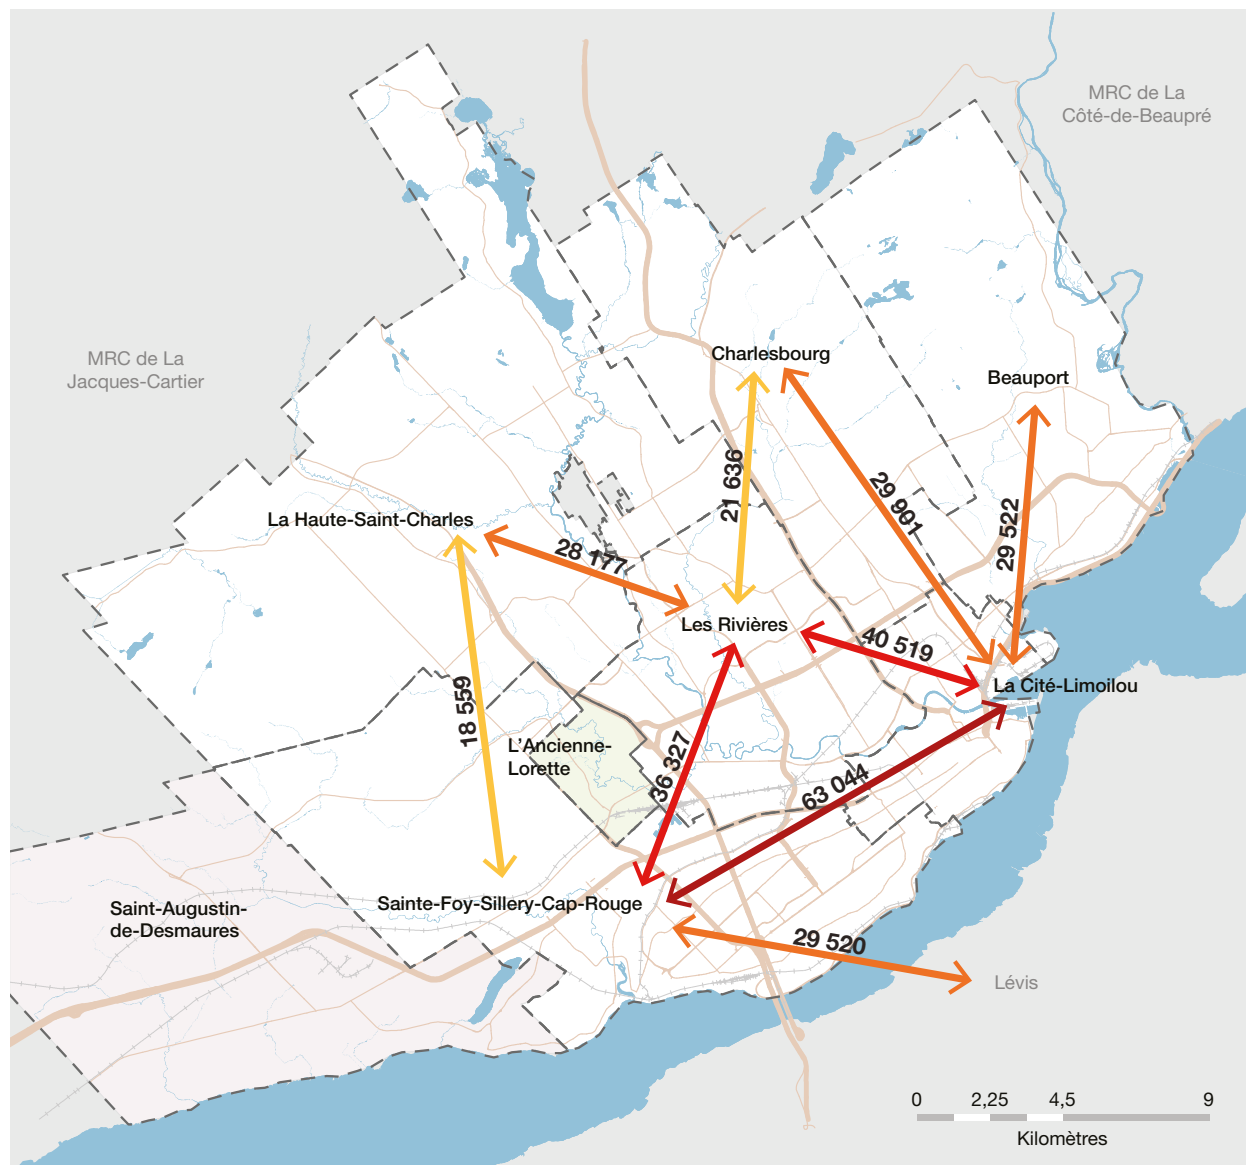 MRC de La
Côté-de-Beaupré
MRC de La
Jacques-Cartier
Charlesbourg
Beauport
21 636
29 901
29 522
La Haute-Saint-Charles
28 177
Les Rivières
40 519
La Cité-Limoilou
18 559
L'Ancienne-
Lorette
36 327
63 044
Sainte-Foy-Sillery-Cap-Rouge
Saint-Augustin-
de-Desmaures
29 520
Lévis
0 2,25 4,5 9
Kilomètres